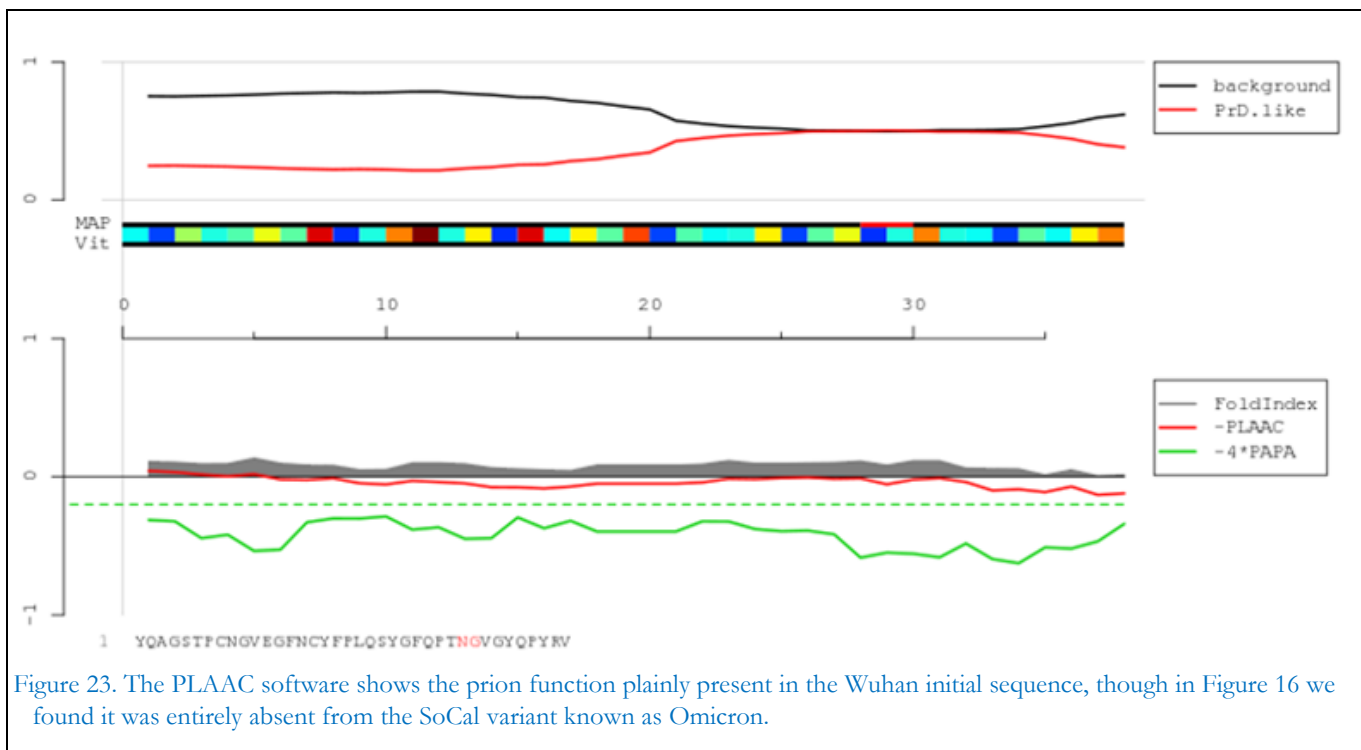 1
background
PrD.like
0
MAP
Vit
0 10 20 30
1
FoldIndex
-PLAAC
-4*PAPA
0
-1
1 YQAGSTPCNGVEGFNCYFPLQSYGFQPTNGVGYQPYRV
Figure 23. The PLAAC software shows the prion function plainly present in the Wuhan initial sequence, though in Figure 16 we
found it was entirely absent from the SoCal variant known as Omicron.